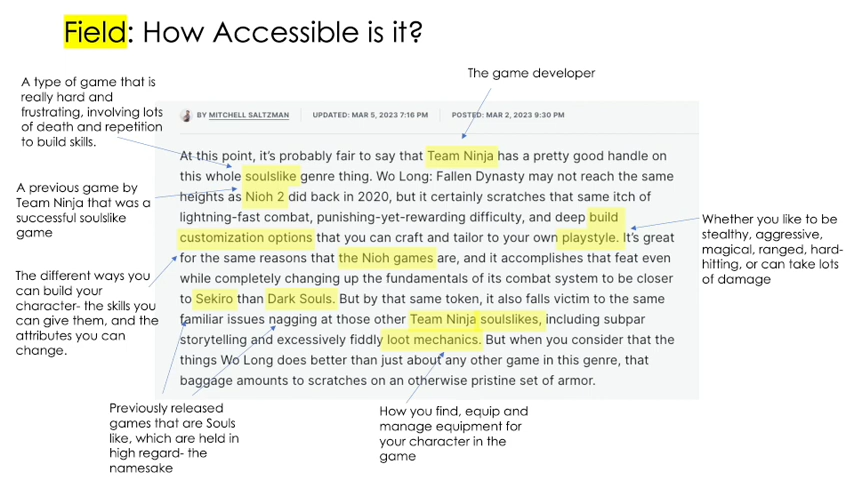 Field: How Accessible is it?
The game developer
A type of game that is
really hard and
frustrating, involving lots
of death and repetition
to build skills.
A previous game by
Team Ninja that was a
successful soulslike
game
The different ways you
can build your
character- the skills you
can give them, and the
attributes you can
change.
BY MITCHELL SALTZMAN UPDATED: MAR 5, 2023 7:16 PM POSTED: MAR 2, 2023 9:30 PM
At this point, it's probably fair to say that Team Ninja has a pretty good handle on
this whole soulslike genre thing. Wo Long: Fallen Dynasty may not reach the same
heights as Nioh 2 did back in 2020, but it certainly scratches that same itch of
lightning-fast combat, punishing-yet-rewarding difficulty, and deep build
customization options that you can craft and tailor to your own playstyle. It's great
for the same reasons that the Nioh games are, and it accomplishes that feat even
while completely changing up the fundamentals of its combat system to be closer
to Sekiro than Dark Souls. But by that same token, it also falls victim to the same
familiar issues nagging at those other Team Ninja soulslikes, including subpar
storytelling and excessively fiddly loot mechanics. But when you consider that the
things Wo Long does better than just about any other game in this genre, that
baggage amounts to scratches on an otherwise pristine set of armor.
Whether you like to be
stealthy, aggressive,
magical, ranged, hard-
hitting, or can take lots
of damage
Previously released
games that are Souls
like, which are held in
high regard- the
namesake
How you find, equip and
manage equipment for
your character in the
game